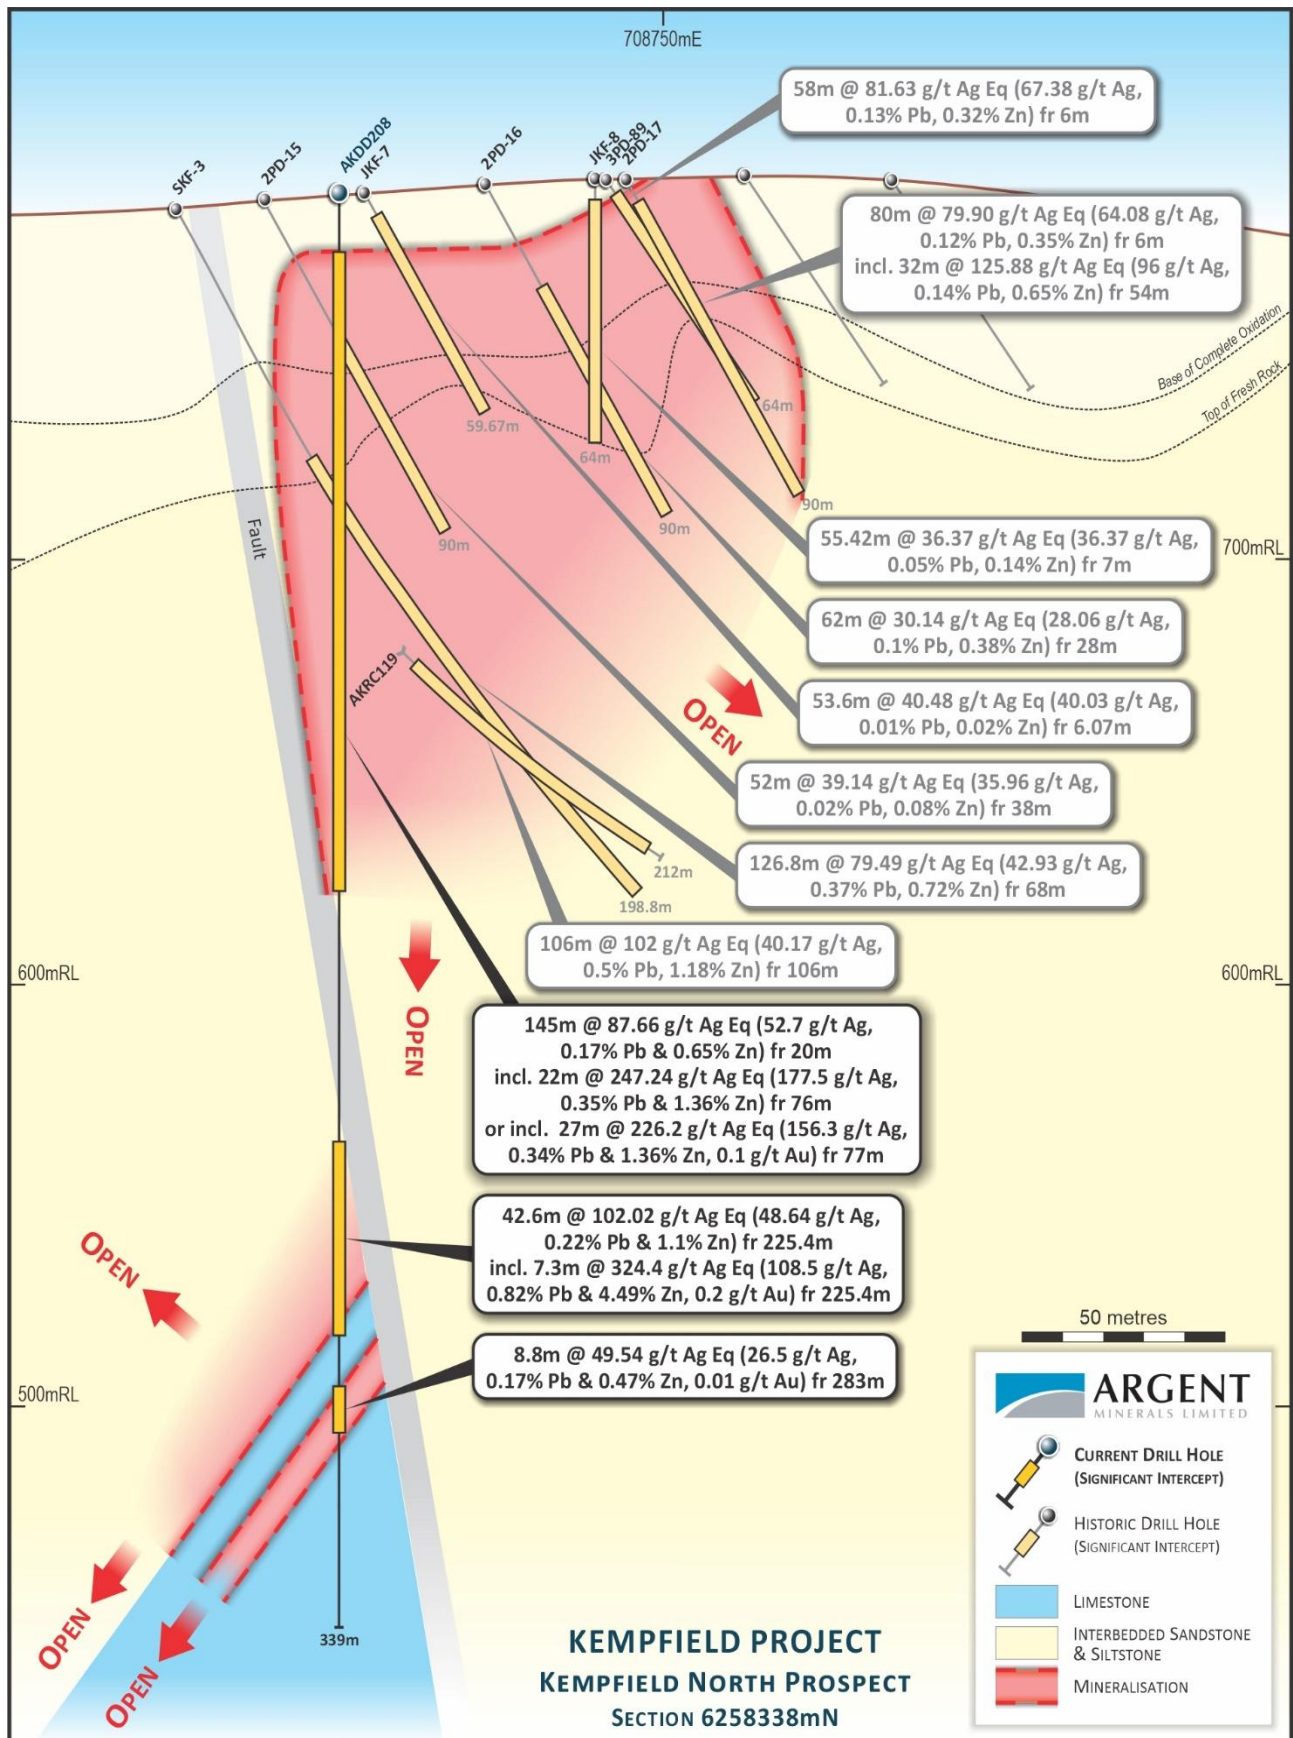 708750mE
58m @ 81.63 g/t Ag Eq (67.38 g/t Ag,
0.13% Pb, 0.32% Zn) fr 6m
SKF-3
2PD-15
AKDD208
JKF-7
2PD-16
JKF-8
3PD-89
2PD-17
80m @ 79.90 g/t Ag Eq (64.08 g/t Ag,
0.12% Pb, 0.35% Zn) fr 6m
incl. 32m @ 125.88 g/t Ag Eq (96 g/t Ag,
0.14% Pb, 0.65% Zn) fr 54m
Base of Complete Oxidation
Top of Fresh Rock
59.67m
64m
64m
90m
90m
90m
Fault
55.42m @ 36.37 g/t Ag Eq (36.37 g/t Ag,
0.05% Pb, 0.14% Zn) fr 7m
700mRL
62m @ 30.14 g/t Ag Eq (28.06 g/t Ag,
0.1% Pb, 0.38% Zn) fr 28m
AKRC119
OPEN
53.6m @ 40.48 g/t Ag Eq (40.03 g/t Ag,
0.01% Pb, 0.02% Zn) fr 6.07m
52m @ 39.14 g/t Ag Eq (35.96 g/t Ag,
0.02% Pb, 0.08% Zn) fr 38m
126.8m @ 79.49 g/t Ag Eq (42.93 g/t Ag,
0.37% Pb, 0.72% Zn) fr 68m
212m
198.8m
106m @ 102 g/t Ag Eq (40.17 g/t Ag,
0.5% Pb, 1.18% Zn) fr 106m
600mRL
600mRL
OPEN
145m @ 87.66 g/t Ag Eq (52.7 g/t Ag,
0.17% Pb & 0.65% Zn) fr 20m
incl. 22m @ 247.24 g/t Ag Eq (177.5 g/t Ag,
0.35% Pb & 1.36% Zn) fr 76m
or incl. 27m @ 226.2 g/t Ag Eq (156.3 g/t Ag,
0.34% Pb & 1.36% Zn, 0.1 g/t Au) fr 77m
42.6m @ 102.02 g/t Ag Eq (48.64 g/t Ag,
0.22% Pb & 1.1% Zn) fr 225.4m
incl. 7.3m @ 324.4 g/t Ag Eq (108.5 g/t Ag,
0.82% Pb & 4.49% Zn, 0.2 g/t Au) fr 225.4m
OPEN
8.8m @ 49.54 g/t Ag Eq (26.5 g/t Ag,
0.17% Pb & 0.47% Zn, 0.01 g/t Au) fr 283m
500mRL
50 metres
ARGENT
MINERALS LIMITED
CURRENT DRILL HOLE
(SIGNIFICANT INTERCEPT)
HISTORIC DRILL HOLE
(SIGNIFICANT INTERCEPT)
LIMESTONE
INTERBEDDED SANDSTONE
& SILTSTONE
MINERALISATION
OPEN
OPEN
339m
KEMPFIELD PROJECT
KEMPFIELD NORTH PROSPECT
SECTION 6258338mN